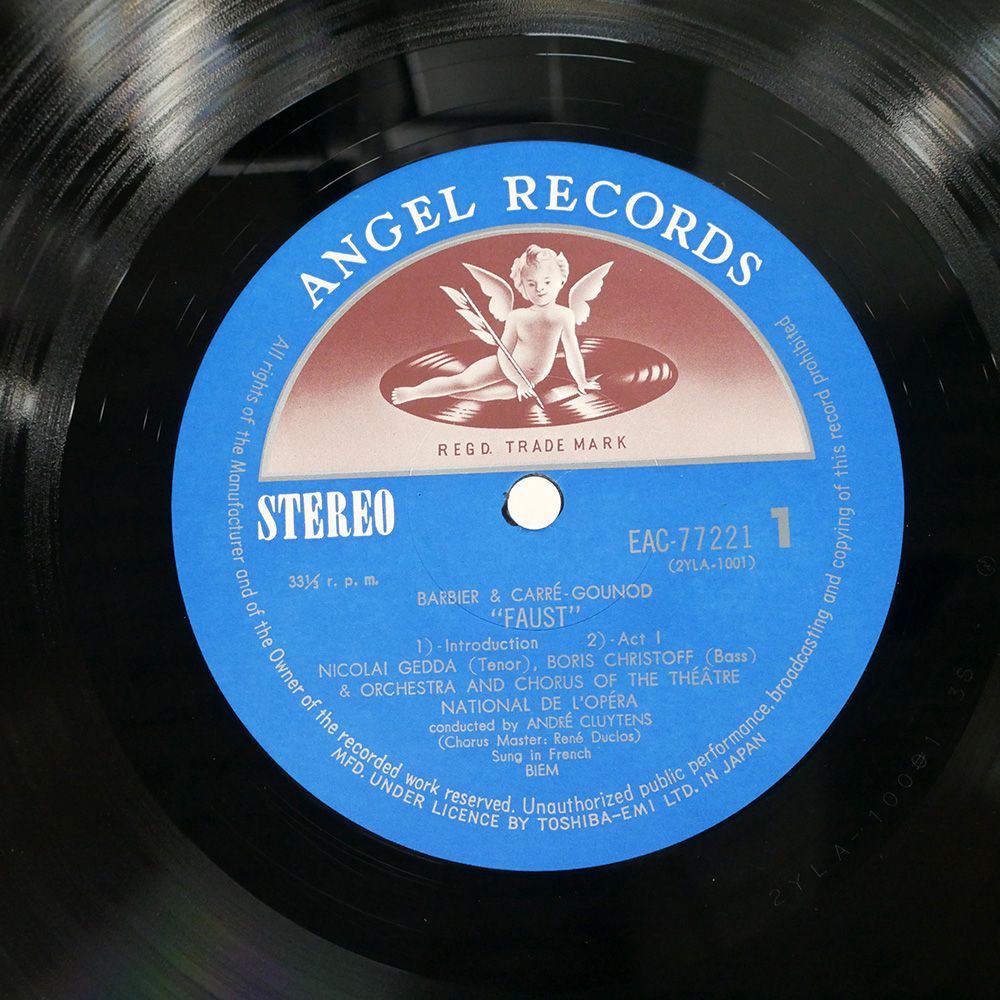 ANGEL RECORDS
REGD. TRADE MARK
STEREO
EAC-77221 1
(2YLA-1001)
33⅓ r. p. m.
BARBIER & CARRÉ-GOUNOD
"FAUST"
1)-Introduction 2)-Act I
NICOLAI GEDDA (Tenor), BORIS CHRISTOFF (Bass)
& ORCHESTRA AND CHORUS OF THE THÉÂTRE
NATIONAL DE L'OPÉRA
conducted by ANDRÉ CLUYTENS
(Chorus Master: René Duclos)
Sung in French
BIEM
All rights of the Manufacturer and of the Owner of the recorded work reserved. Unauthorized public performance, broadcasting and copying of this record prohibited
MFD. UNDER LICENCE BY TOSHIBA-EMI LTD. IN JAPAN